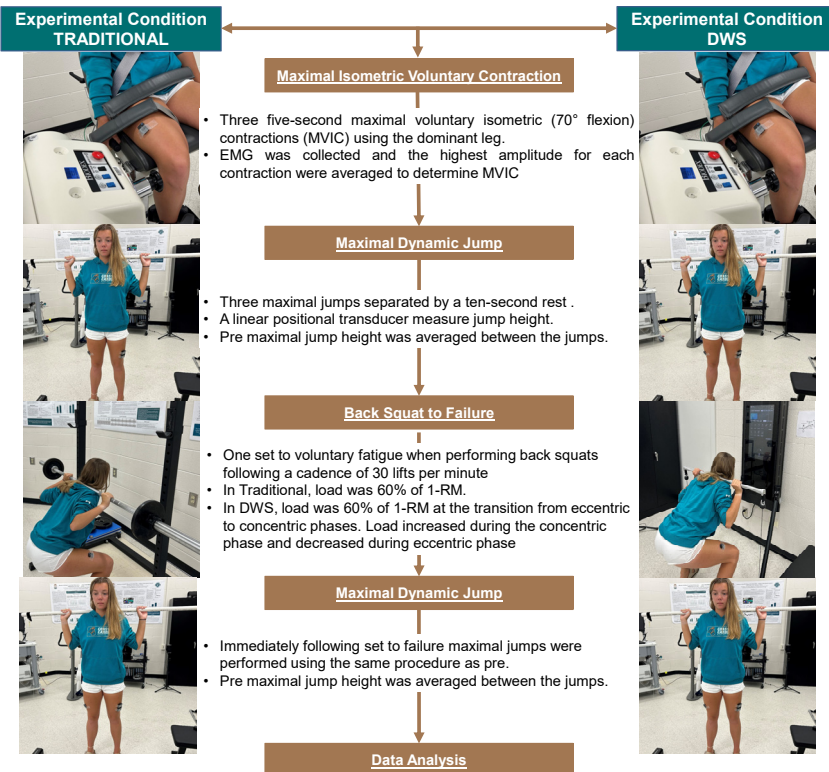 Experimental Condition
TRADITIONAL
Experimental Condition
DWS
Maximal Isometric Voluntary Contraction
• Three five-second maximal voluntary isometric (70° flexion)
contractions (MVIC) using the dominant leg.
• EMG was collected and the highest amplitude for each
contraction were averaged to determine MVIC
Maximal Dynamic Jump
• Three maximal jumps separated by a ten-second rest .
• A linear positional transducer measure jump height.
• Pre maximal jump height was averaged between the jumps.
Back Squat to Failure
• One set to voluntary fatigue when performing back squats
following a cadence of 30 lifts per minute
• In Traditional, load was 60% of 1-RM.
• In DWS, load was 60% of 1-RM at the transition from eccentric
to concentric phases. Load increased during the concentric
phase and decreased during eccentric phase
Maximal Dynamic Jump
• Immediately following set to failure maximal jumps were
performed using the same procedure as pre.
• Pre maximal jump height was averaged between the jumps.
Data Analysis